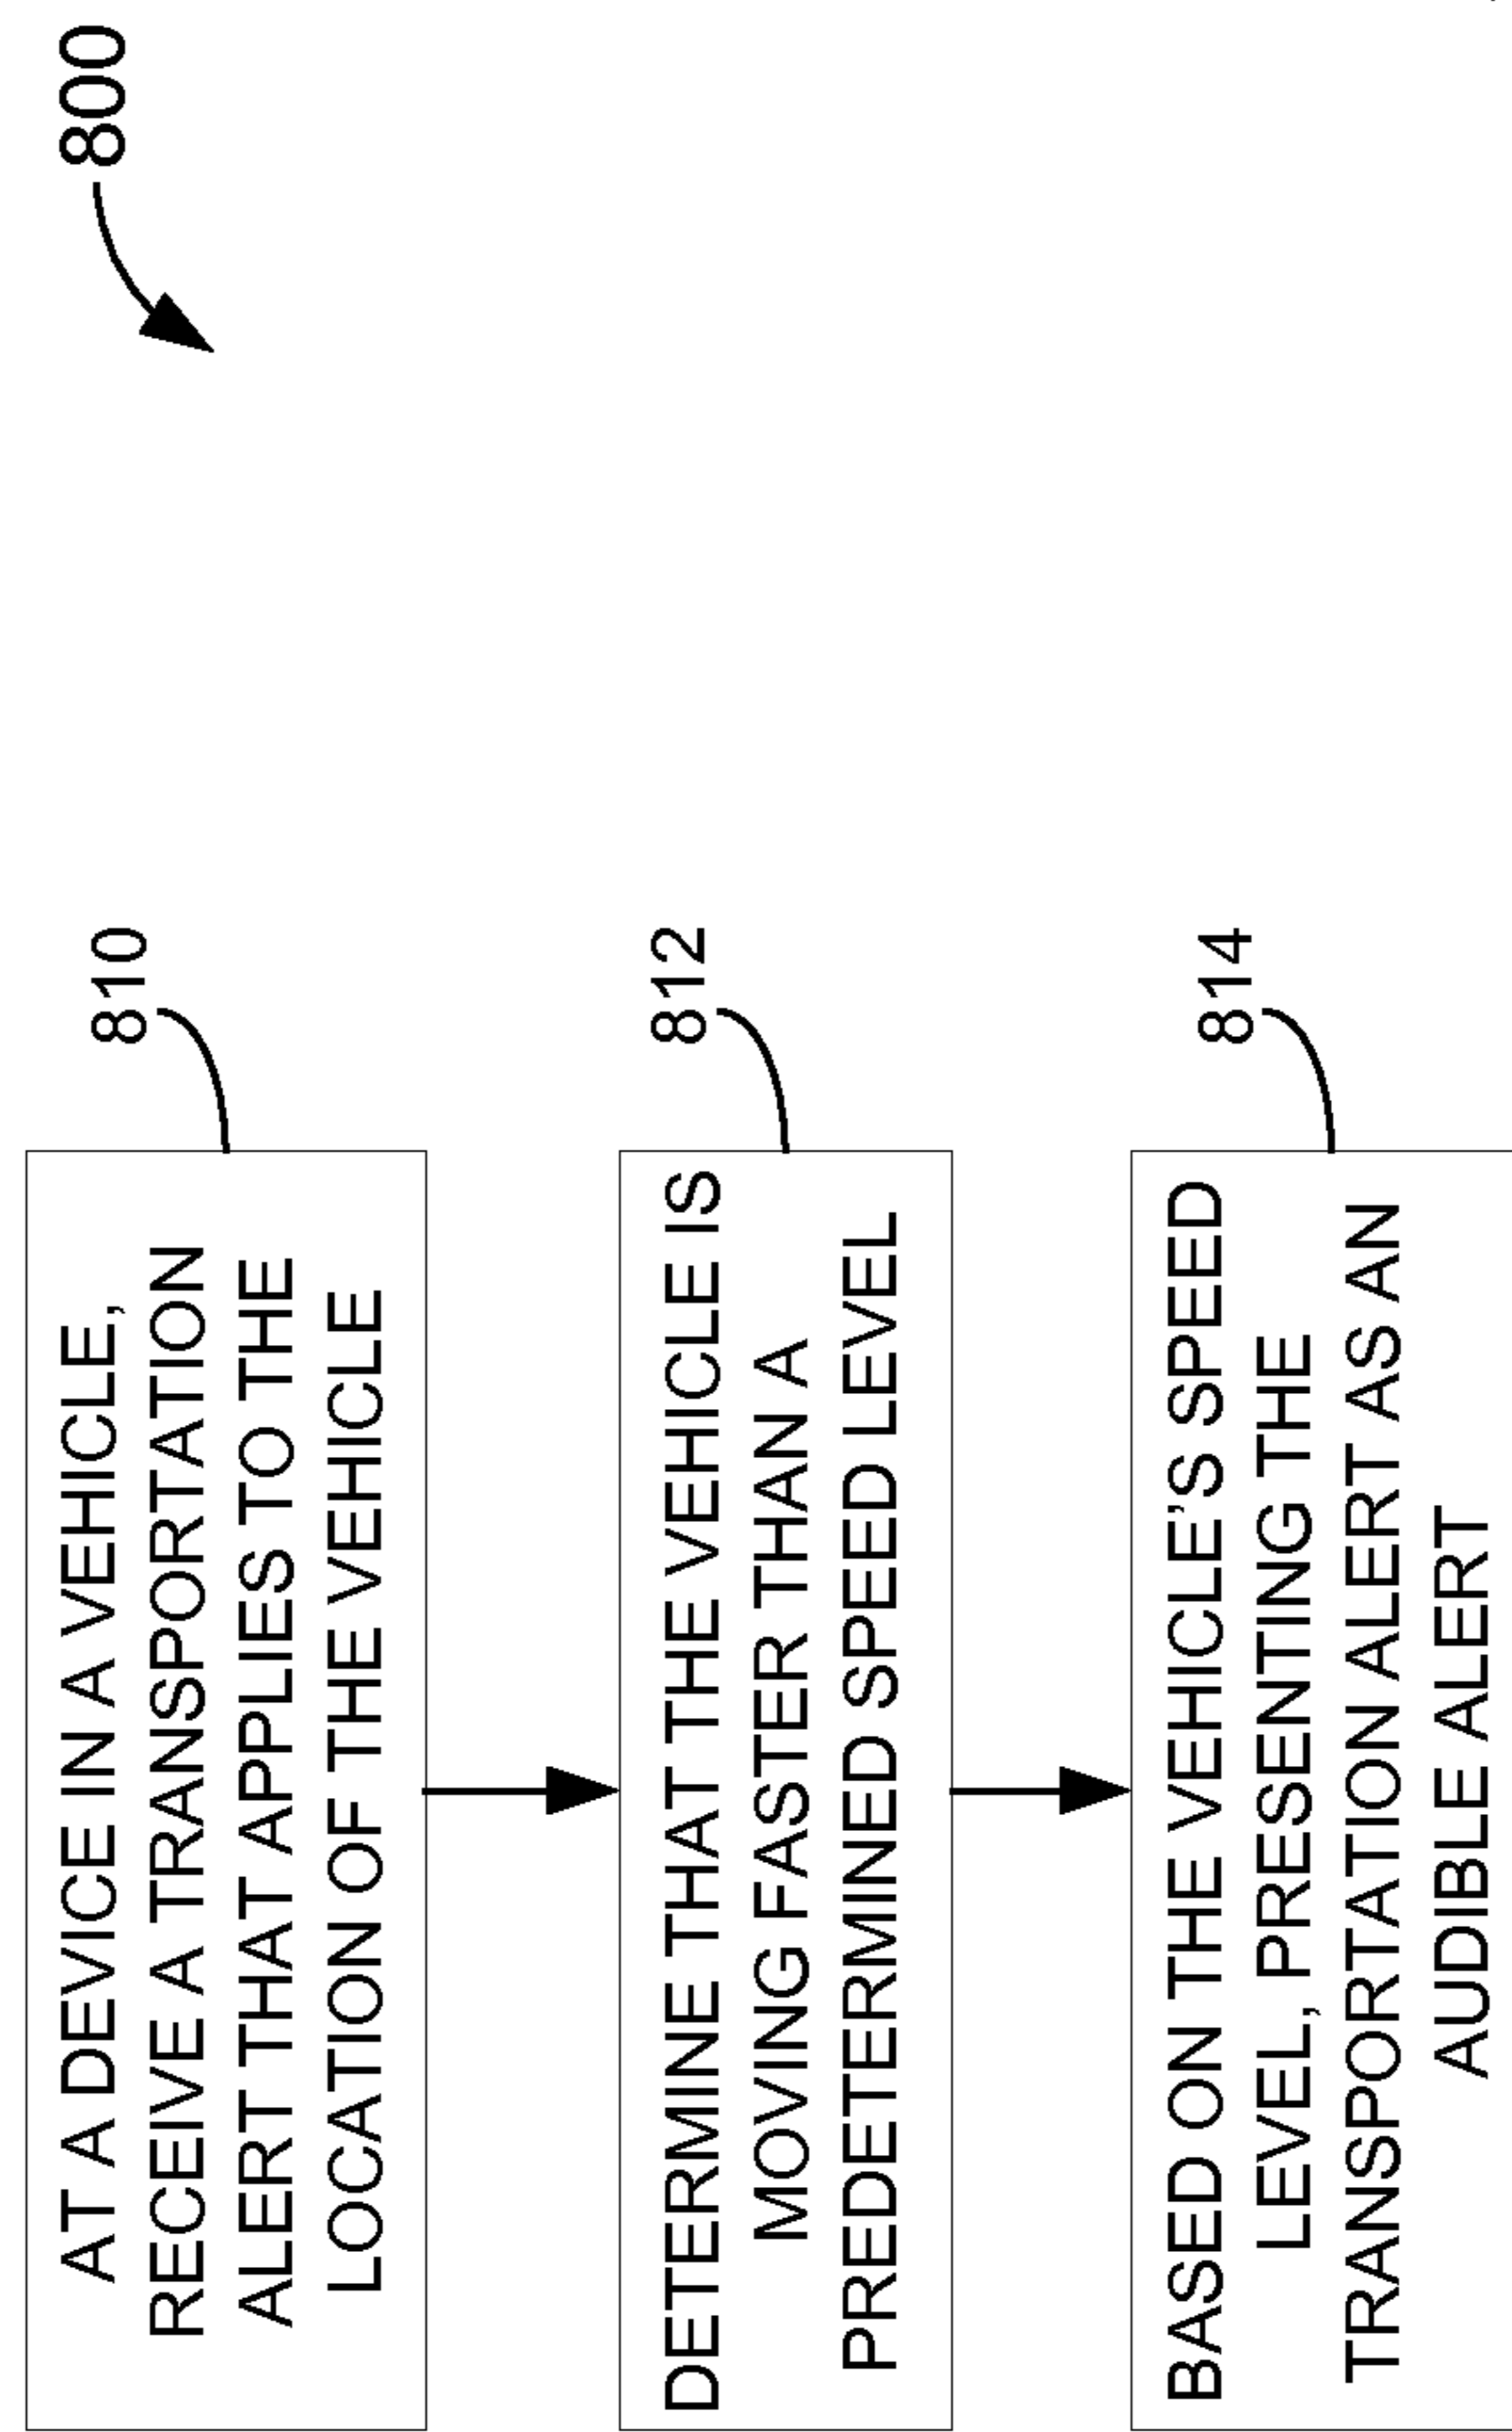 800
810
AT A DEVICE IN A VEHICLE,
RECEIVE A TRANSPORTATION
ALERT THAT APPLIES TO THE
LOCATION OF THE VEHICLE
812
DETERMINE THAT THE VEHICLE IS
MOVING FASTER THAN A
PREDETERMINED SPEED LEVEL
814
BASED ON THE VEHICLE'S SPEED
LEVEL, PRESENTING THE
TRANSPORTATION ALERT AS AN
AUDIBLE ALERT